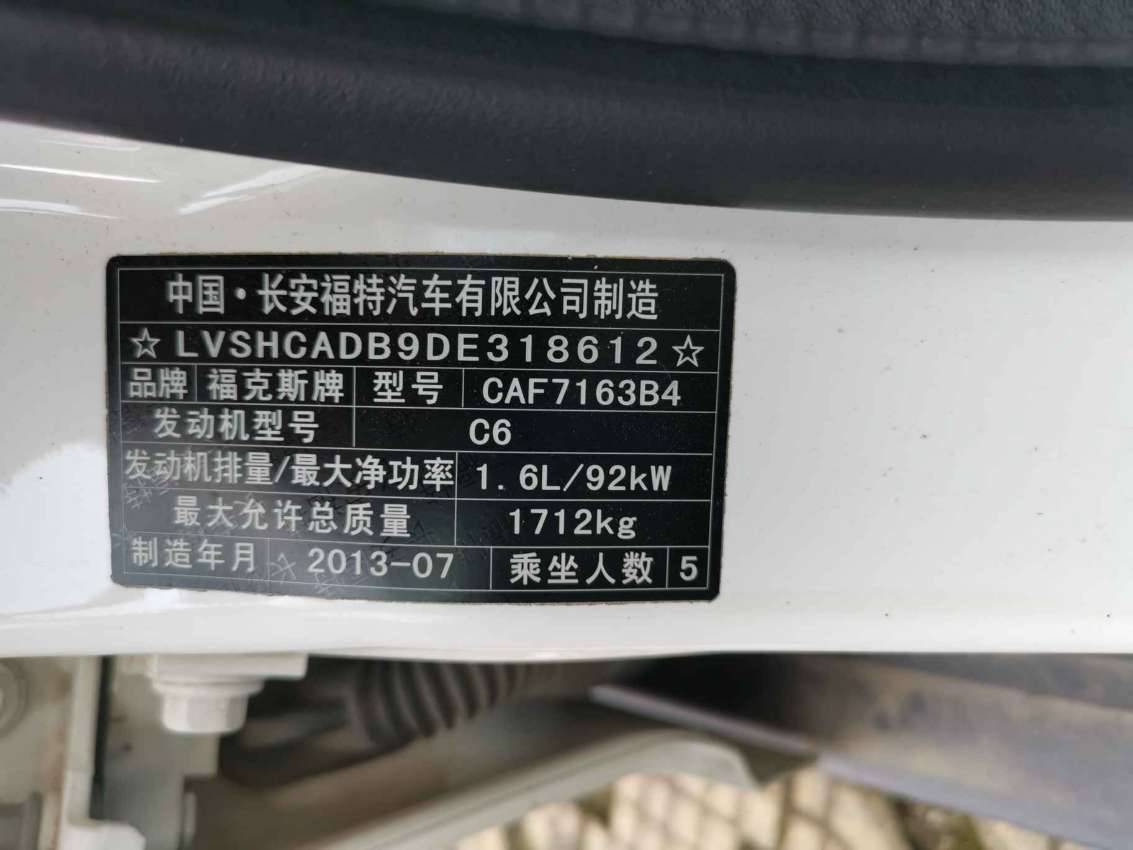 中国·长安福特汽车有限公司制造
☆LVSHCADB9DE318612☆
品牌 福克斯牌 型号 CAF7163B4
发动机型号 C6
发动机排量/最大净功率 1.6L/92kW
最大允许总质量 1712kg
制造年月 2013-07 乘坐人数 5